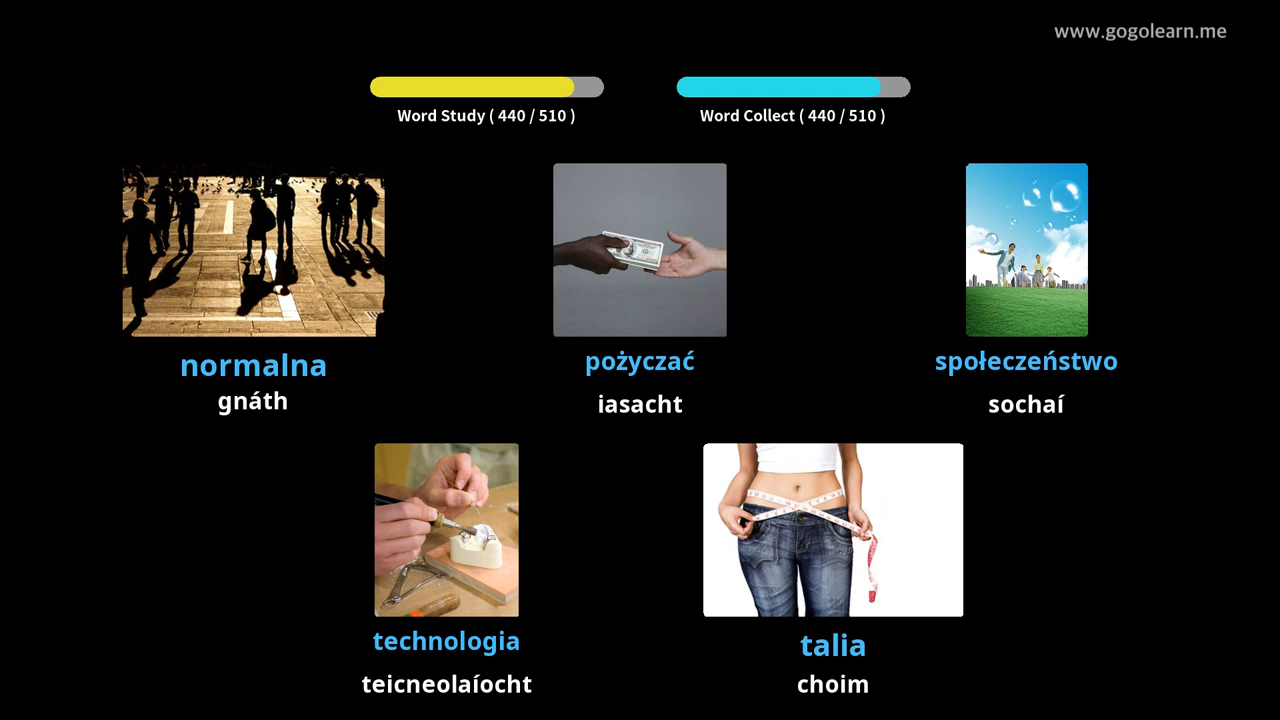 www.gogolearn.me
Word Study ( 440 / 510 )
Word Collect ( 440 / 510 )
normalna
gnáth
pożyczać
iasacht
społeczeństwo
sochaí
technologia
teicneolaíocht
talia
choim